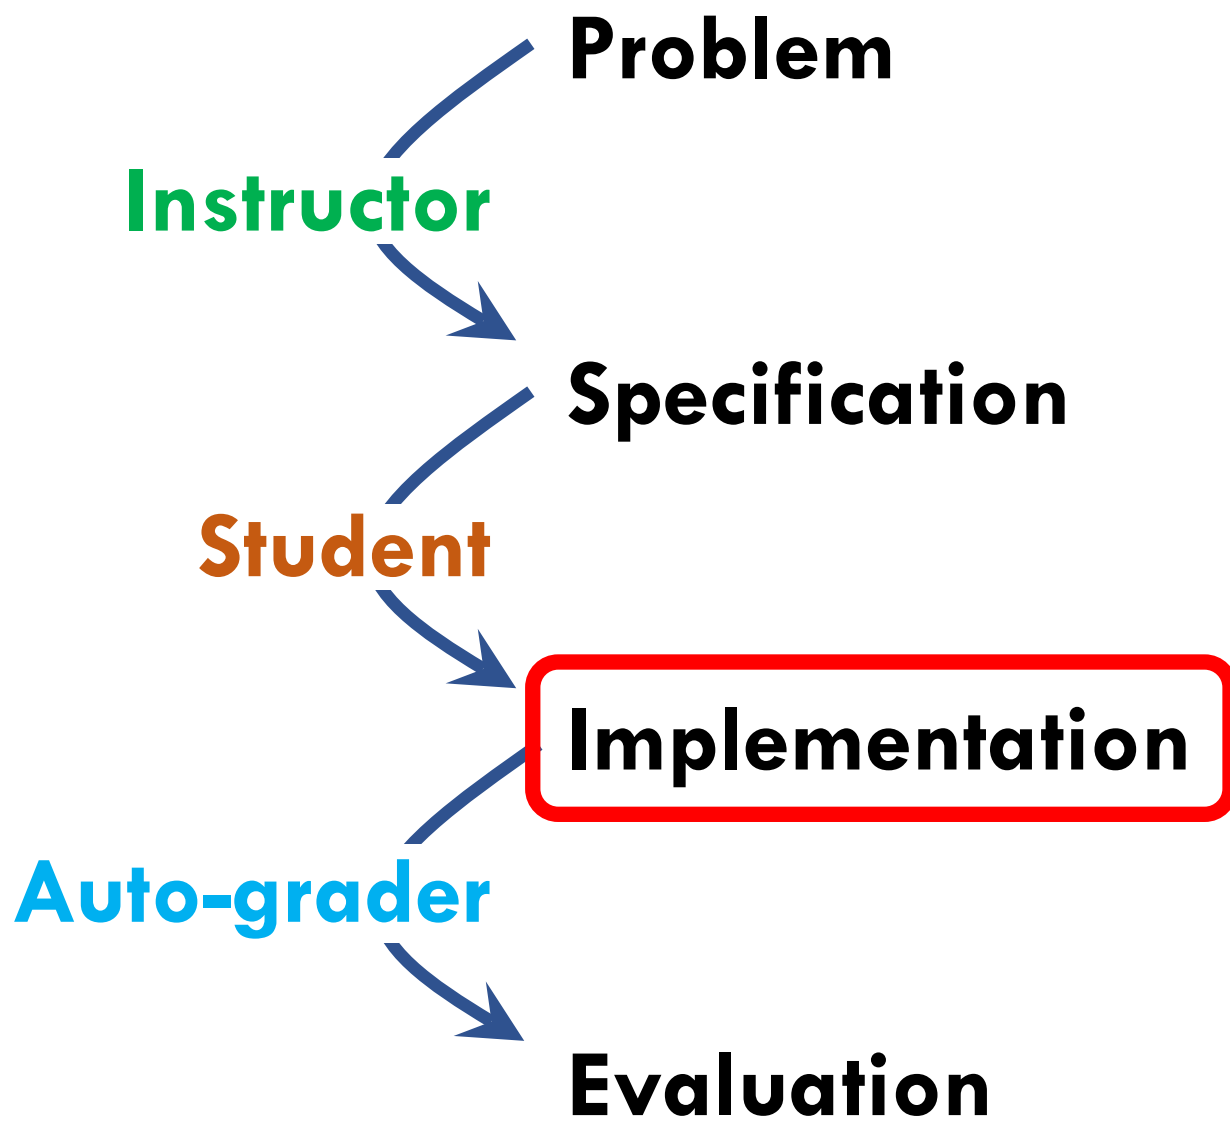 Problem
Instructor
Specification
Student
Implementation
Auto-grader
Evaluation